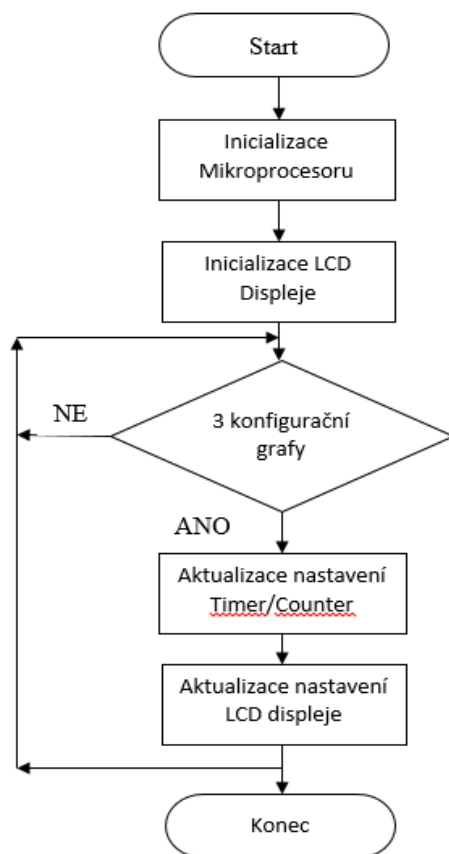 Start
Inicializace
Mikroprocesoru
Inicializace LCD
Displeje
NE
3 konfigurační
grafy
ANO
Aktualizace nastavení
Timer/Counter
Aktualizace nastavení
LCD displeje
Konec